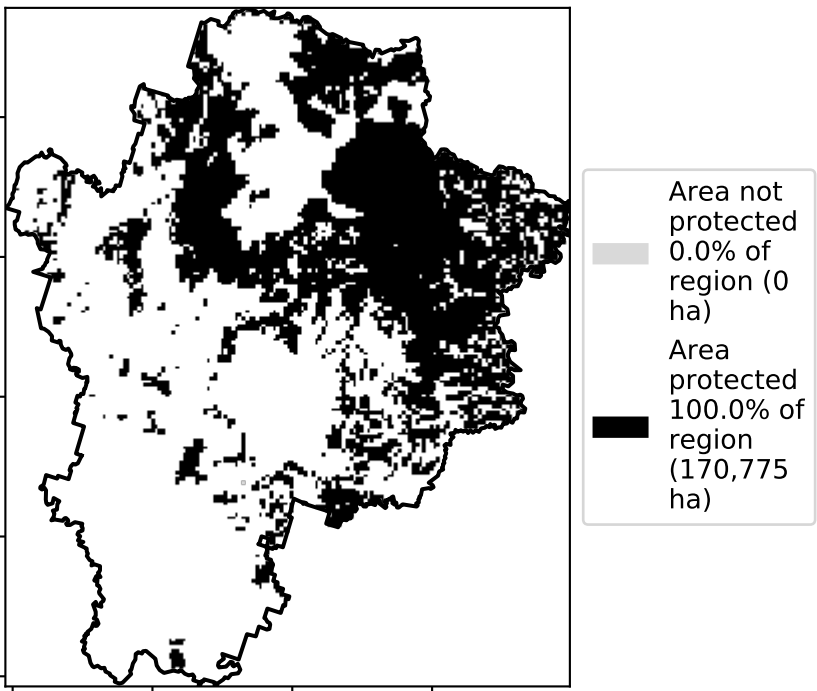 Area not
protected
0.0% of
region (0
ha)
Area
protected
100.0% of
region
(170,775
ha)